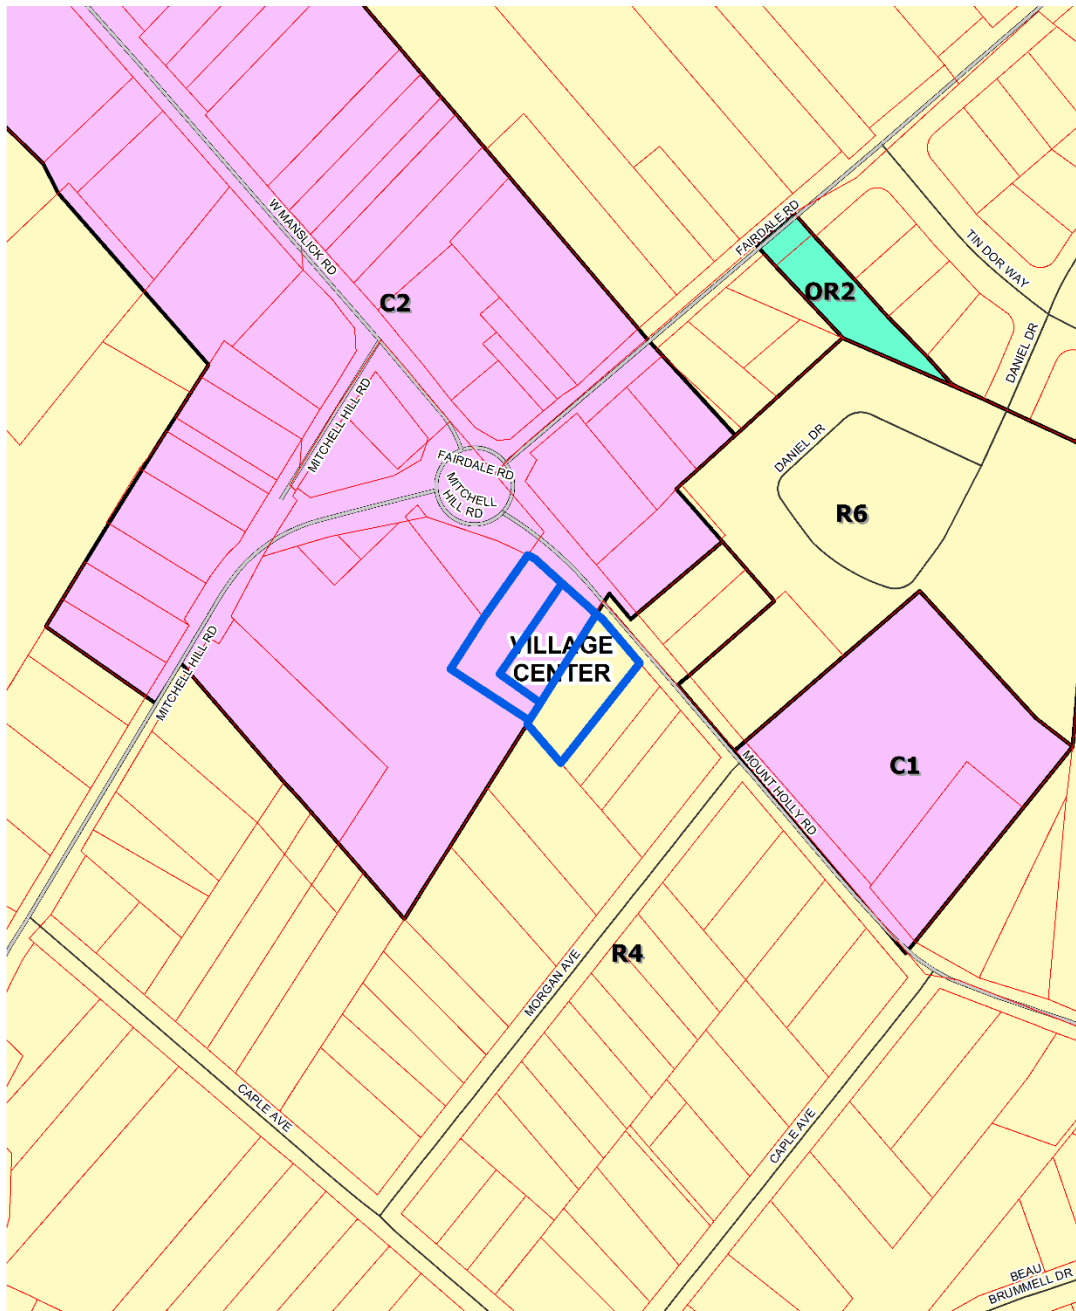 W MANSLICK RD
FAIRDALE RD
TIN DOR WAY
OR2
C2
DANIEL DR
MITCHELL HILL RD
DANIEL DR
FAIRDALE RD
MITCHELL
HILL RD
R6
VILLAGE
CENTER
MITCHELL HILL RD
C1
MOUNT HOLLY RD
R4
MORGAN AVE
CAPLE AVE
CAPLE AVE
BEAU
BRUMMELL DR